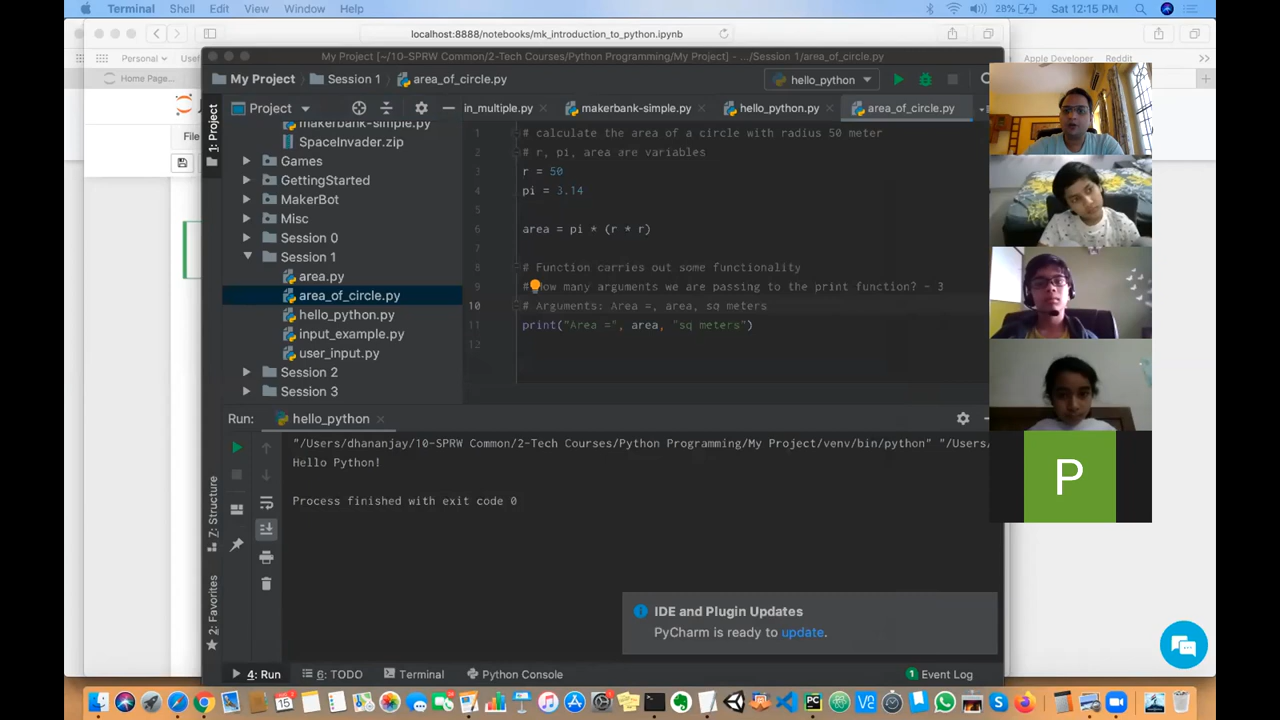 Terminal Shell Edit View Window Help
28% Sat 12:15 PM
localhost:8888/notebooks/mk_introduction_to_python.ipynb
Personal
Apple Developer Reddit
Home Page...
My Project [~/10-SPRW Common/2-Tech Courses/Python Programming/My Project] - .../Session 1/area_of_circle.py
My Project Session 1 area_of_circle.py
hello_python
Project
in_multiple.py makerbank-simple.py hello_python.py area_of_circle.py
1: Project
File
makerbank-simple.py
SpaceInvader.zip
Games
GettingStarted
MakerBot
Misc
Session 0
Session 1
area.py
area_of_circle.py
hello_python.py
input_example.py
user_input.py
Session 2
Session 3
1 # calculate the area of a circle with radius 50 meter
2 # r, pi, area are variables
3 r = 50
4 pi = 3.14
5
6 area = pi * (r * r)
7
8 # Function carries out some functionality
9 # How many arguments we are passing to the print function? - 3
10 # Arguments: Area =, area, sq meters
11 print("Area =", area, "sq meters")
12
Run: hello_python
"/Users/dhananjay/10-SPRW Common/2-Tech Courses/Python Programming/My Project/venv/bin/python" "/Users/
Hello Python!
Process finished with exit code 0
P
Z: Structure
2: Favorites
IDE and Plugin Updates
PyCharm is ready to update.
4: Run 6: TODO Terminal Python Console
1 Event Log